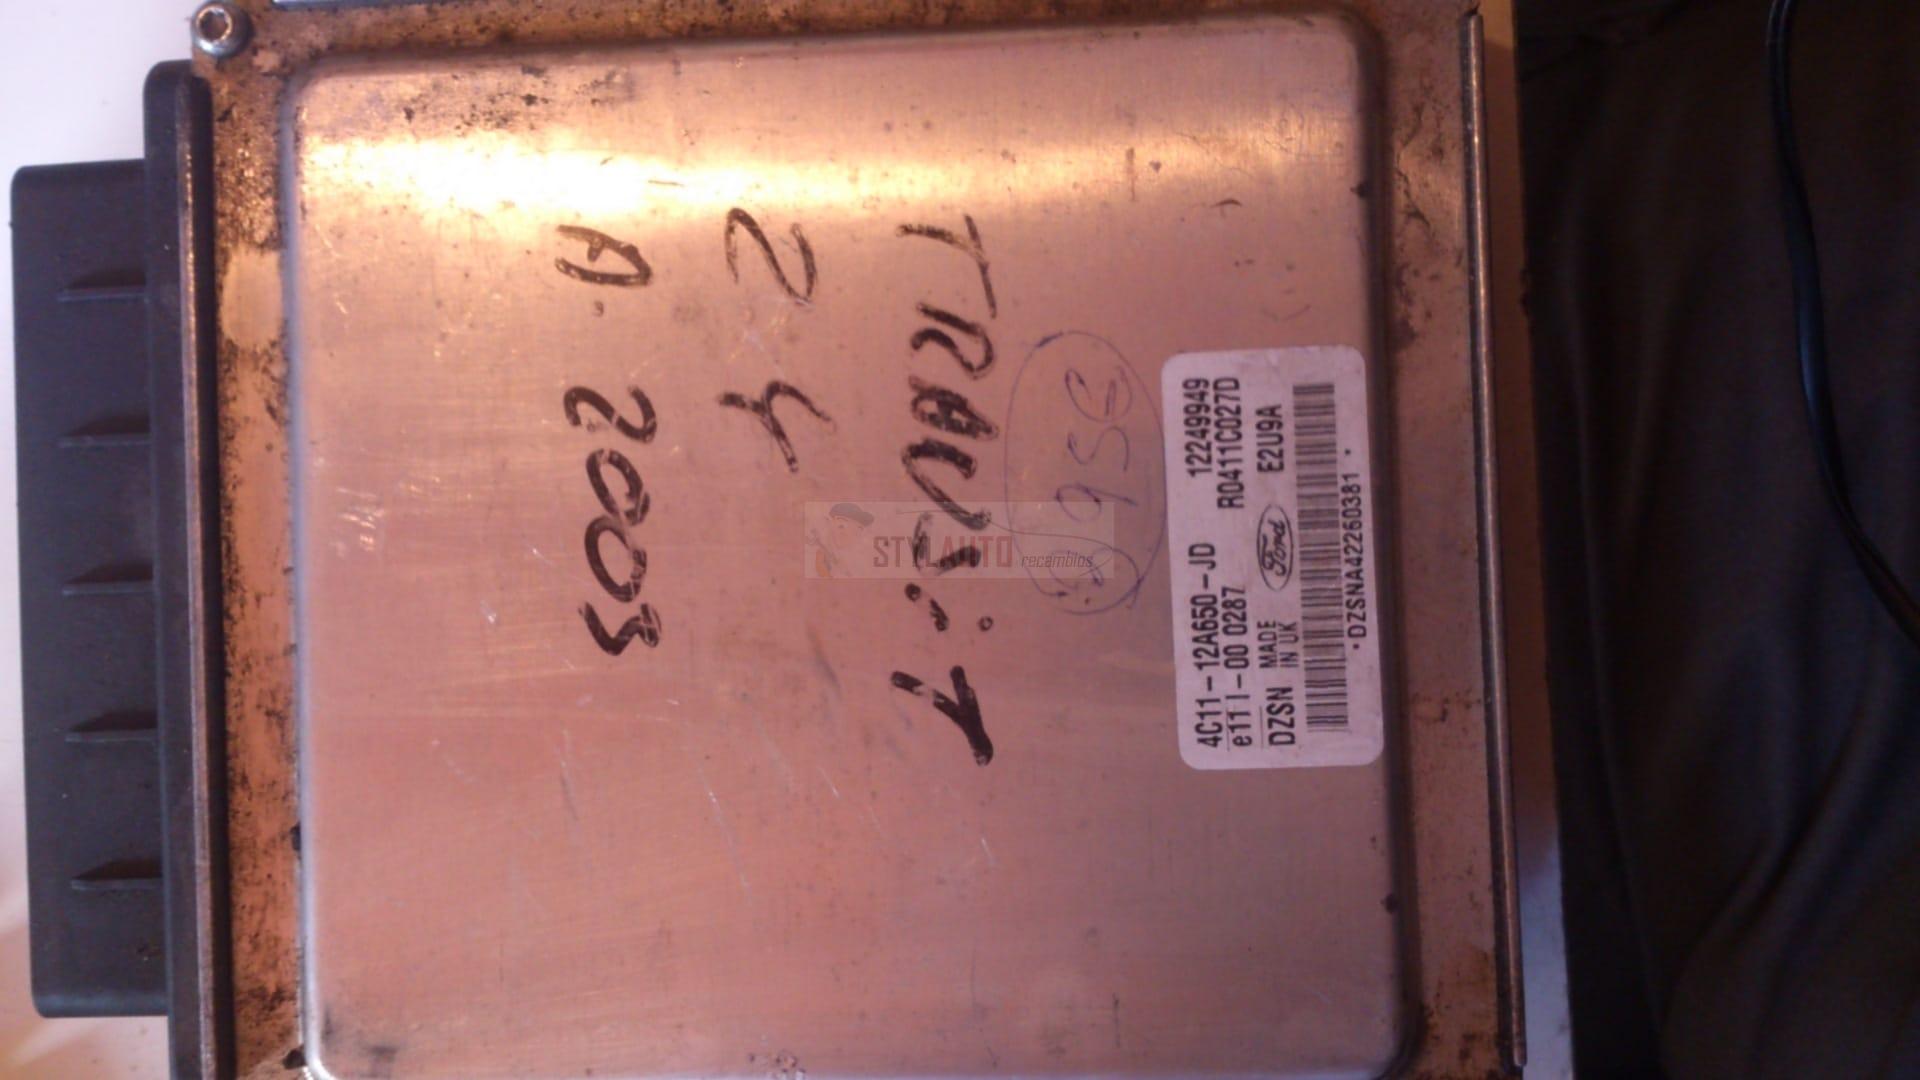 4C11-12A650-JD 12249949
e11 I-00 0287 R0411C027D
DZSN MADE IN UK Ford E2U9A
*DZSNA42260381*
TRANSiT
2 4
A. 2003
STYLAUTO
recambios